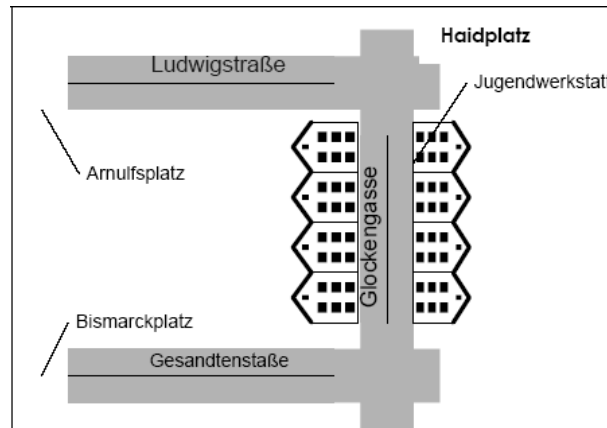 Haidplatz
Ludwigstraße
Jugendwerkstatt
Arnulfsplatz
Glockengasse
Bismarckplatz
Gesandtenstaße